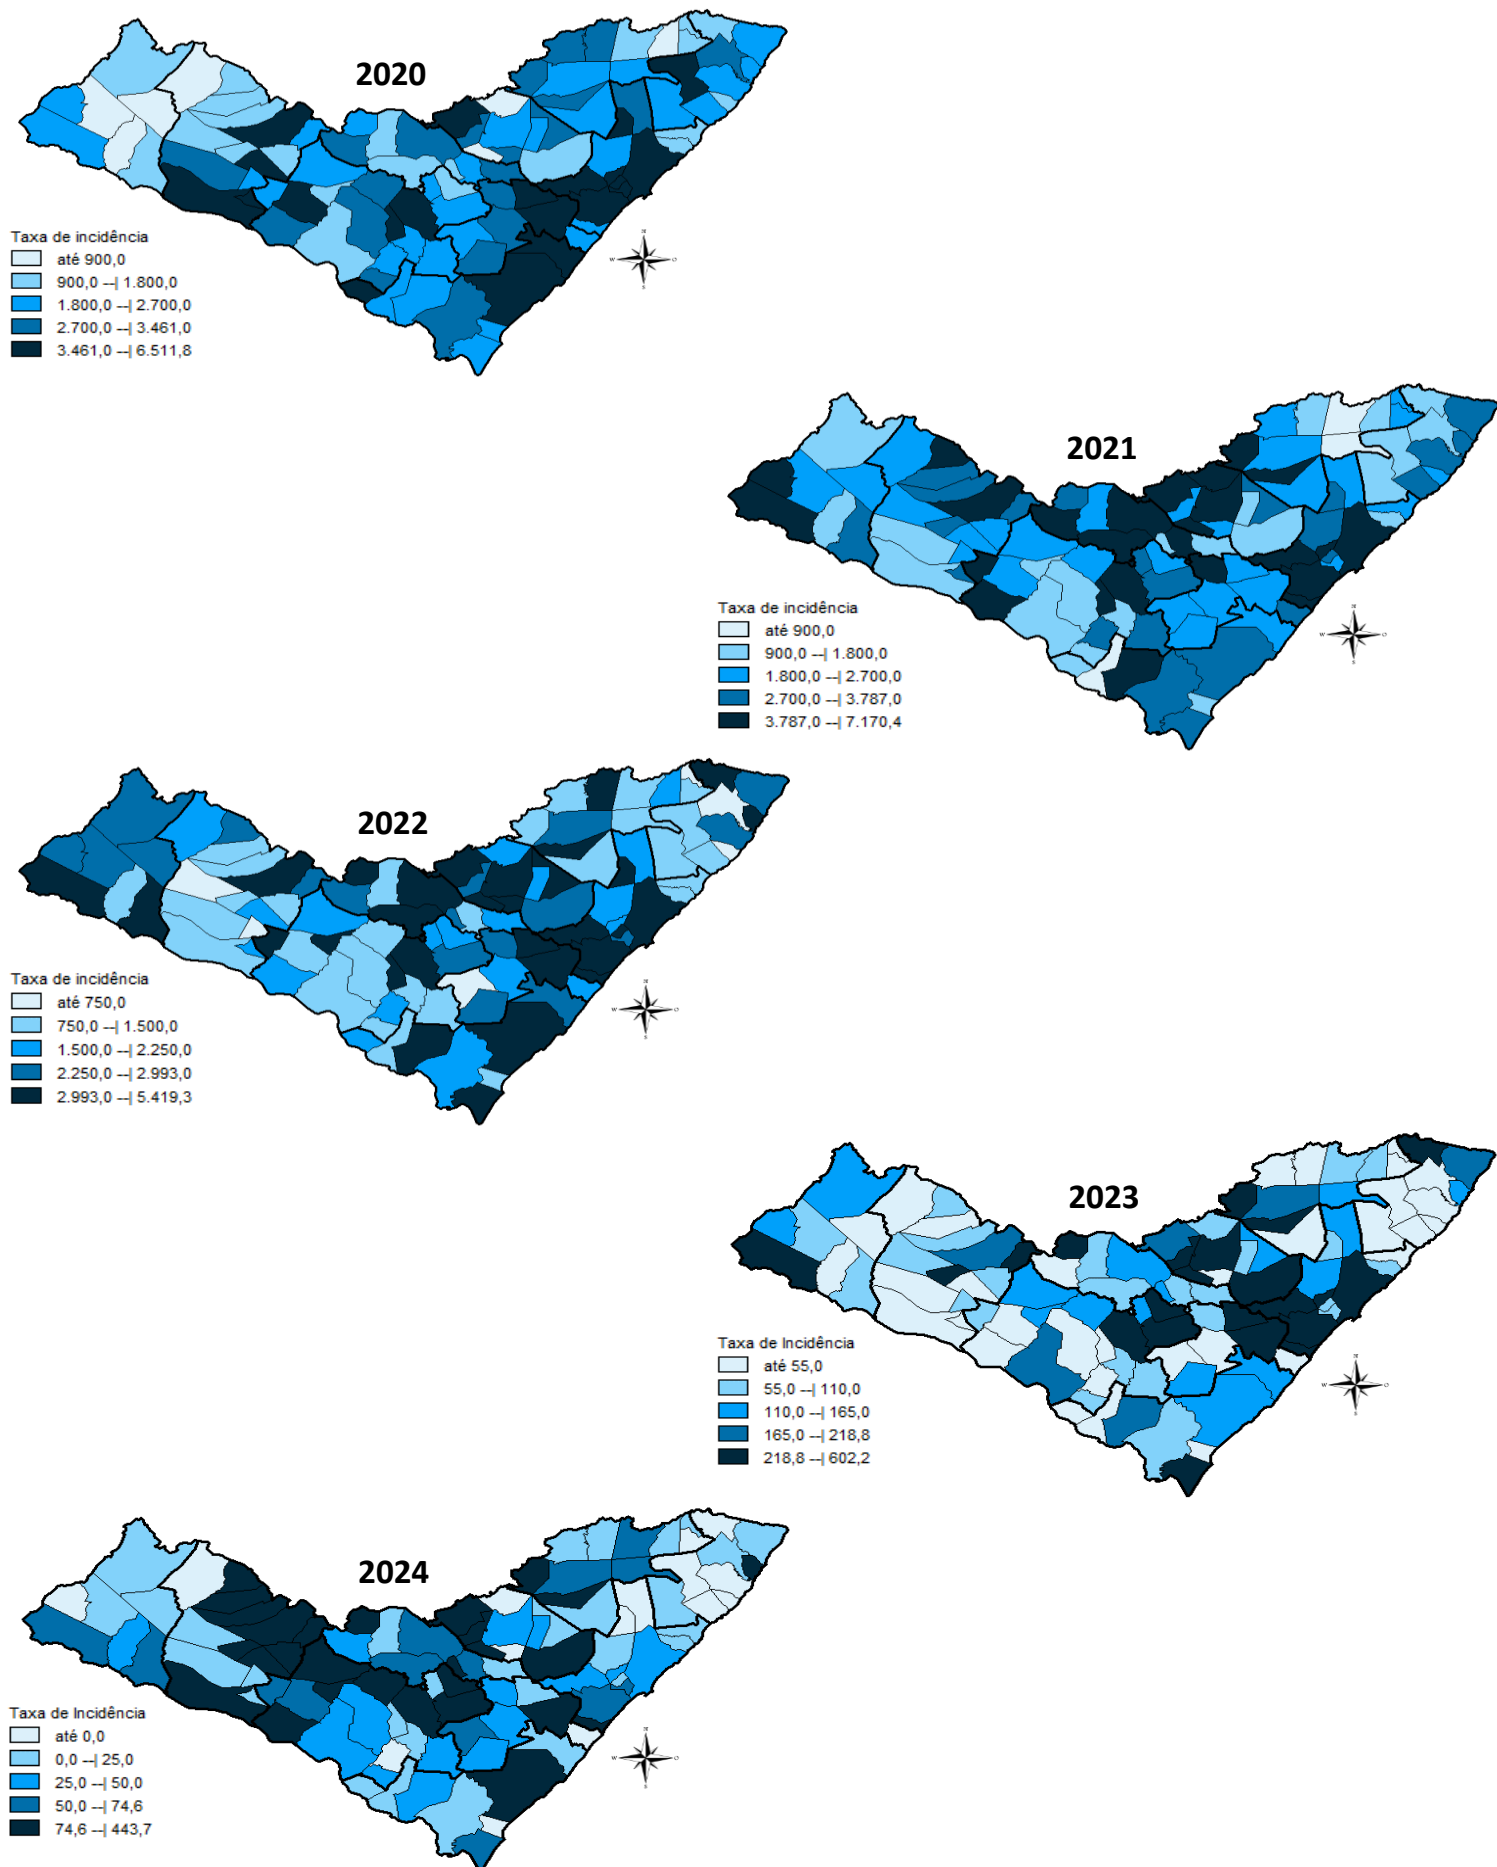 2020
Taxa de incidência
até 900,0
900,0 --| 1.800,0
1.800,0 --| 2.700,0
2.700,0 --| 3.461,0
3.461,0 --| 6.511,8
N
W
O
S
2021
Taxa de incidência
até 900,0
900,0 --| 1.800,0
1.800,0 --| 2.700,0
2.700,0 --| 3.787,0
3.787,0 --| 7.170,4
N
W
O
S
2022
Taxa de incidência
até 750,0
750,0 --| 1.500,0
1.500,0 --| 2.250,0
2.250,0 --| 2.993,0
2.993,0 --| 5.419,3
N
W
O
S
2023
Taxa de Incidência
até 55,0
55,0 --| 110,0
110,0 --| 165,0
165,0 --| 218,8
218,8 --| 602,2
N
W
O
S
2024
Taxa de Incidência
até 0,0
0,0 --| 25,0
25,0 --| 50,0
50,0 --| 74,6
74,6 --| 443,7
N
W
O
S